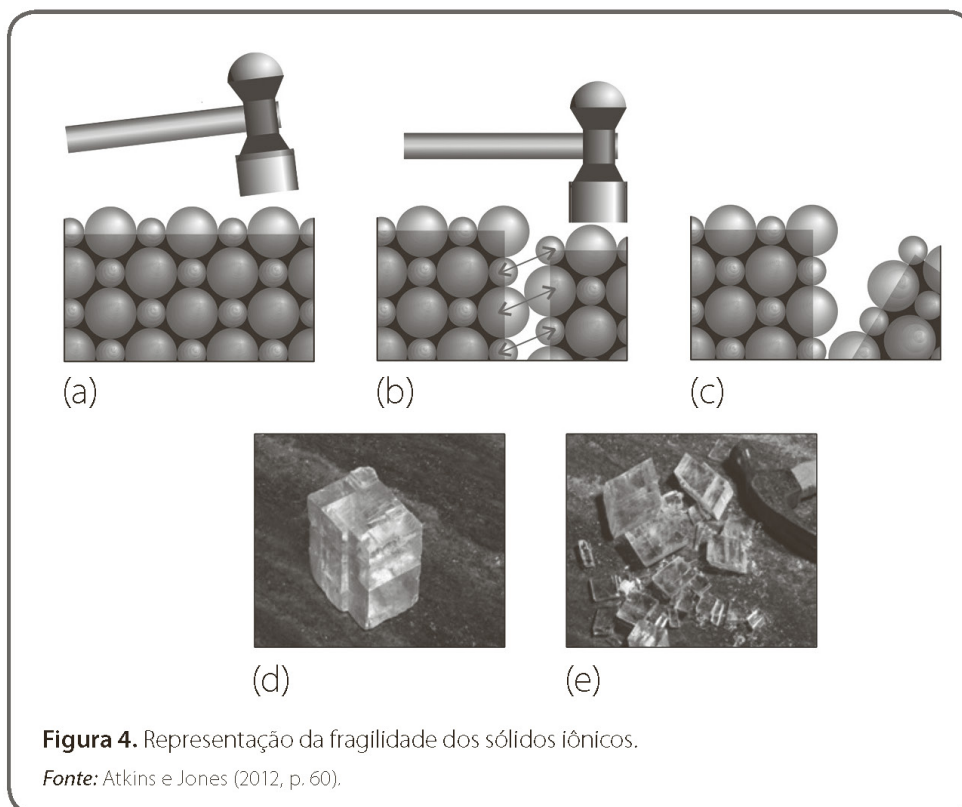 (a)
(b)
(c)
(d)
(e)
Figura 4. Representação da fragilidade dos sólidos iônicos.
Fonte: Atkins e Jones (2012, p. 60).